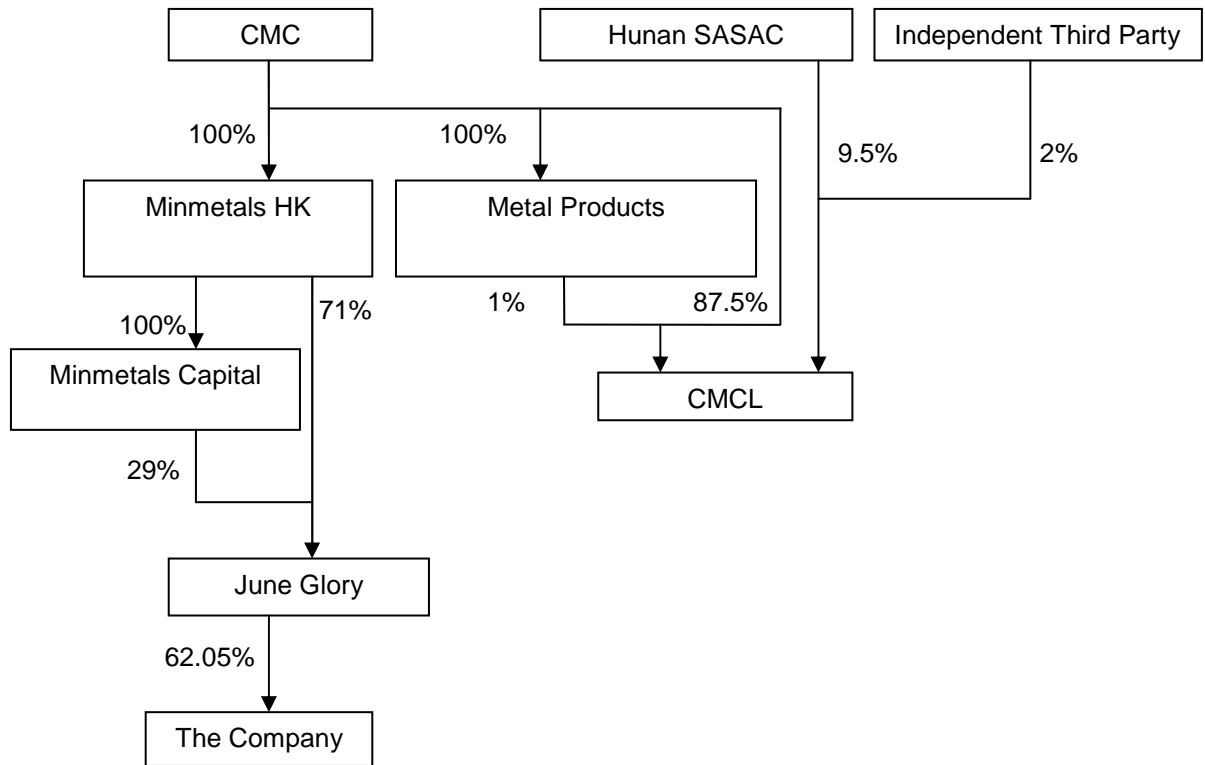 CMC
Hunan SASAC
Independent Third Party
100%
100%
9.5%
2%
Minmetals HK
Metal Products
1%
87.5%
71%
100%
Minmetals Capital
CMCL
29%
June Glory
62.05%
The Company